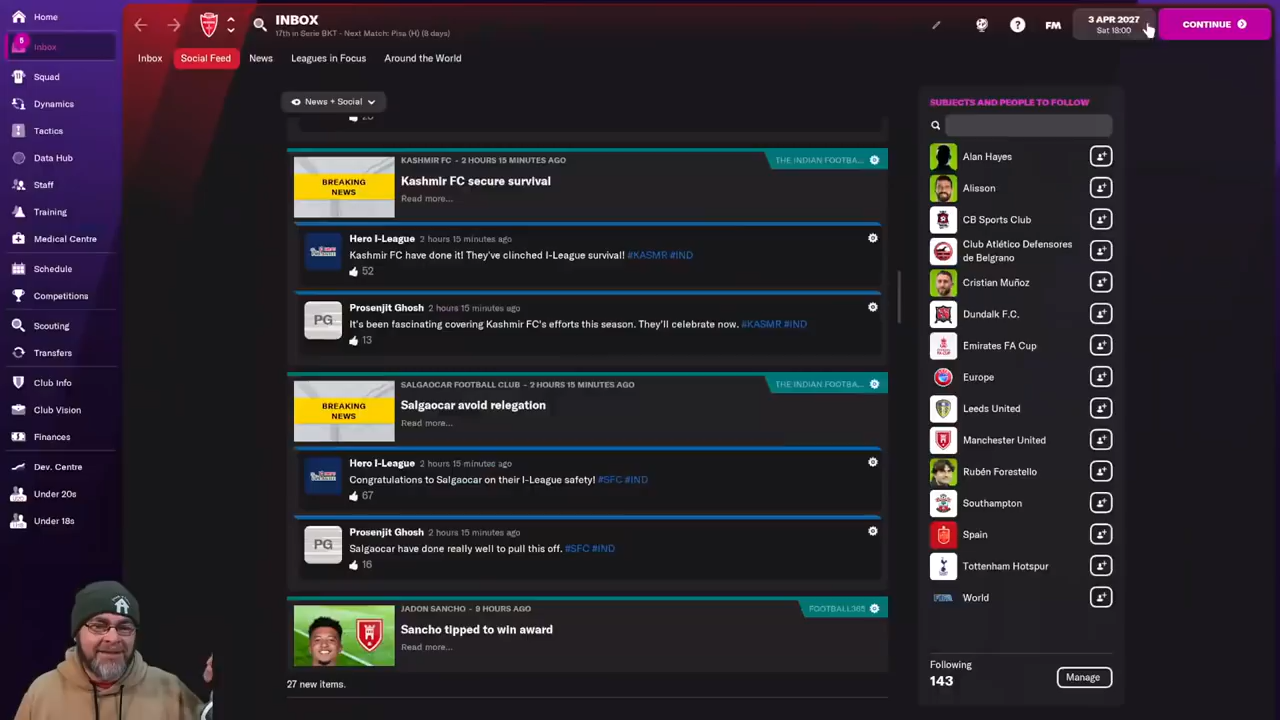 Home
5
Inbox
Squad
Dynamics
Tactics
Data Hub
Staff
Training
Medical Centre
Schedule
Competitions
Scouting
Transfers
Club Info
Club Vision
Finances
Dev. Centre
Under 20s
Under 18s
INBOX
17th in Serie BKT - Next Match: Pisa (H) (8 days)
FM
3 APR 2027
Sat 18:00
CONTINUE
Inbox
Social Feed
News
Leagues in Focus
Around the World
News + Social
KASHMIR FC - 2 HOURS 15 MINUTES AGO
THE INDIAN FOOTBA...
BREAKING
NEWS
Kashmir FC secure survival
Read more...
Hero I-League 2 hours 15 minutes ago
Kashmir FC have done it! They've clinched I-League survival! #KASMR #IND
52
PG
Prosenjit Ghosh 2 hours 15 minutes ago
It's been fascinating covering Kashmir FC's efforts this season. They'll celebrate now. #KASMR #IND
13
SALGAOCAR FOOTBALL CLUB - 2 HOURS 15 MINUTES AGO
THE INDIAN FOOTBA...
BREAKING
NEWS
Salgaocar avoid relegation
Read more...
Hero I-League 2 hours 15 minutes ago
Congratulations to Salgaocar on their I-League safety! #SFC #IND
67
PG
Prosenjit Ghosh 2 hours 15 minutes ago
Salgaocar have done really well to pull this off. #SFC #IND
16
JADON SANCHO - 9 HOURS AGO
FOOTBALL365
Sancho tipped to win award
Read more...
27 new items.
SUBJECTS AND PEOPLE TO FOLLOW
Alan Hayes
Alisson
CB Sports Club
Club Atlético Defensores
de Belgrano
Cristian Muñoz
Dundalk F.C.
Emirates FA Cup
Europe
Leeds United
Manchester United
Rubén Forestello
Southampton
Spain
Tottenham Hotspur
World
Following
143
Manage